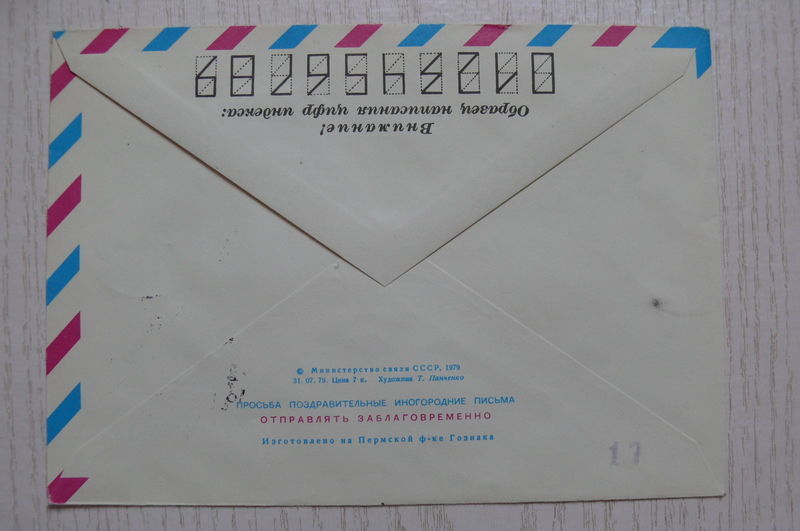 Внимание!
Образец написания цифр индекса:
0123456789
© Министерство связи СССР, 1979
31. 07. 79. Цена 7 к. Художник Т. Панченко
ПРОСЬБА ПОЗДРАВИТЕЛЬНЫЕ ИНОГОРОДНИЕ ПИСЬМА
ОТПРАВЛЯТЬ ЗАБЛАГОВРЕМЕННО
Изготовлено на Пермской ф-ке Гознака
17